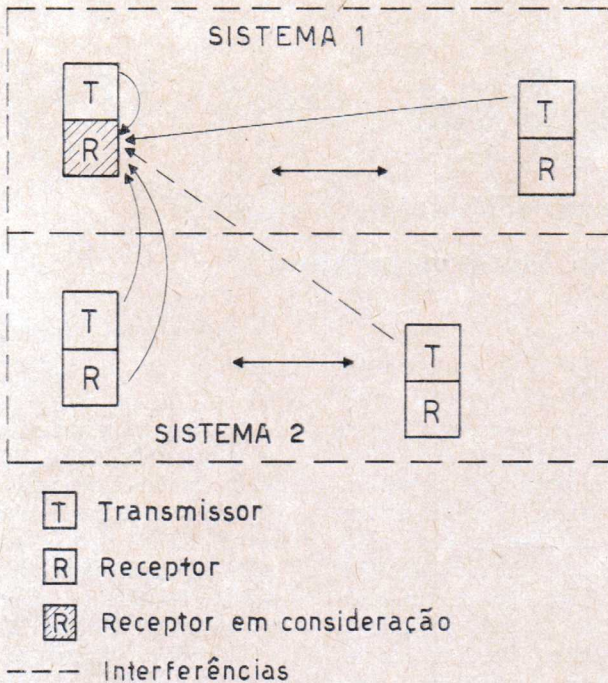 SISTEMA 1
T
R
T
R
T
R
T
R
SISTEMA 2
T Transmissor
R Receptor
R Receptor em consideração
Interferências